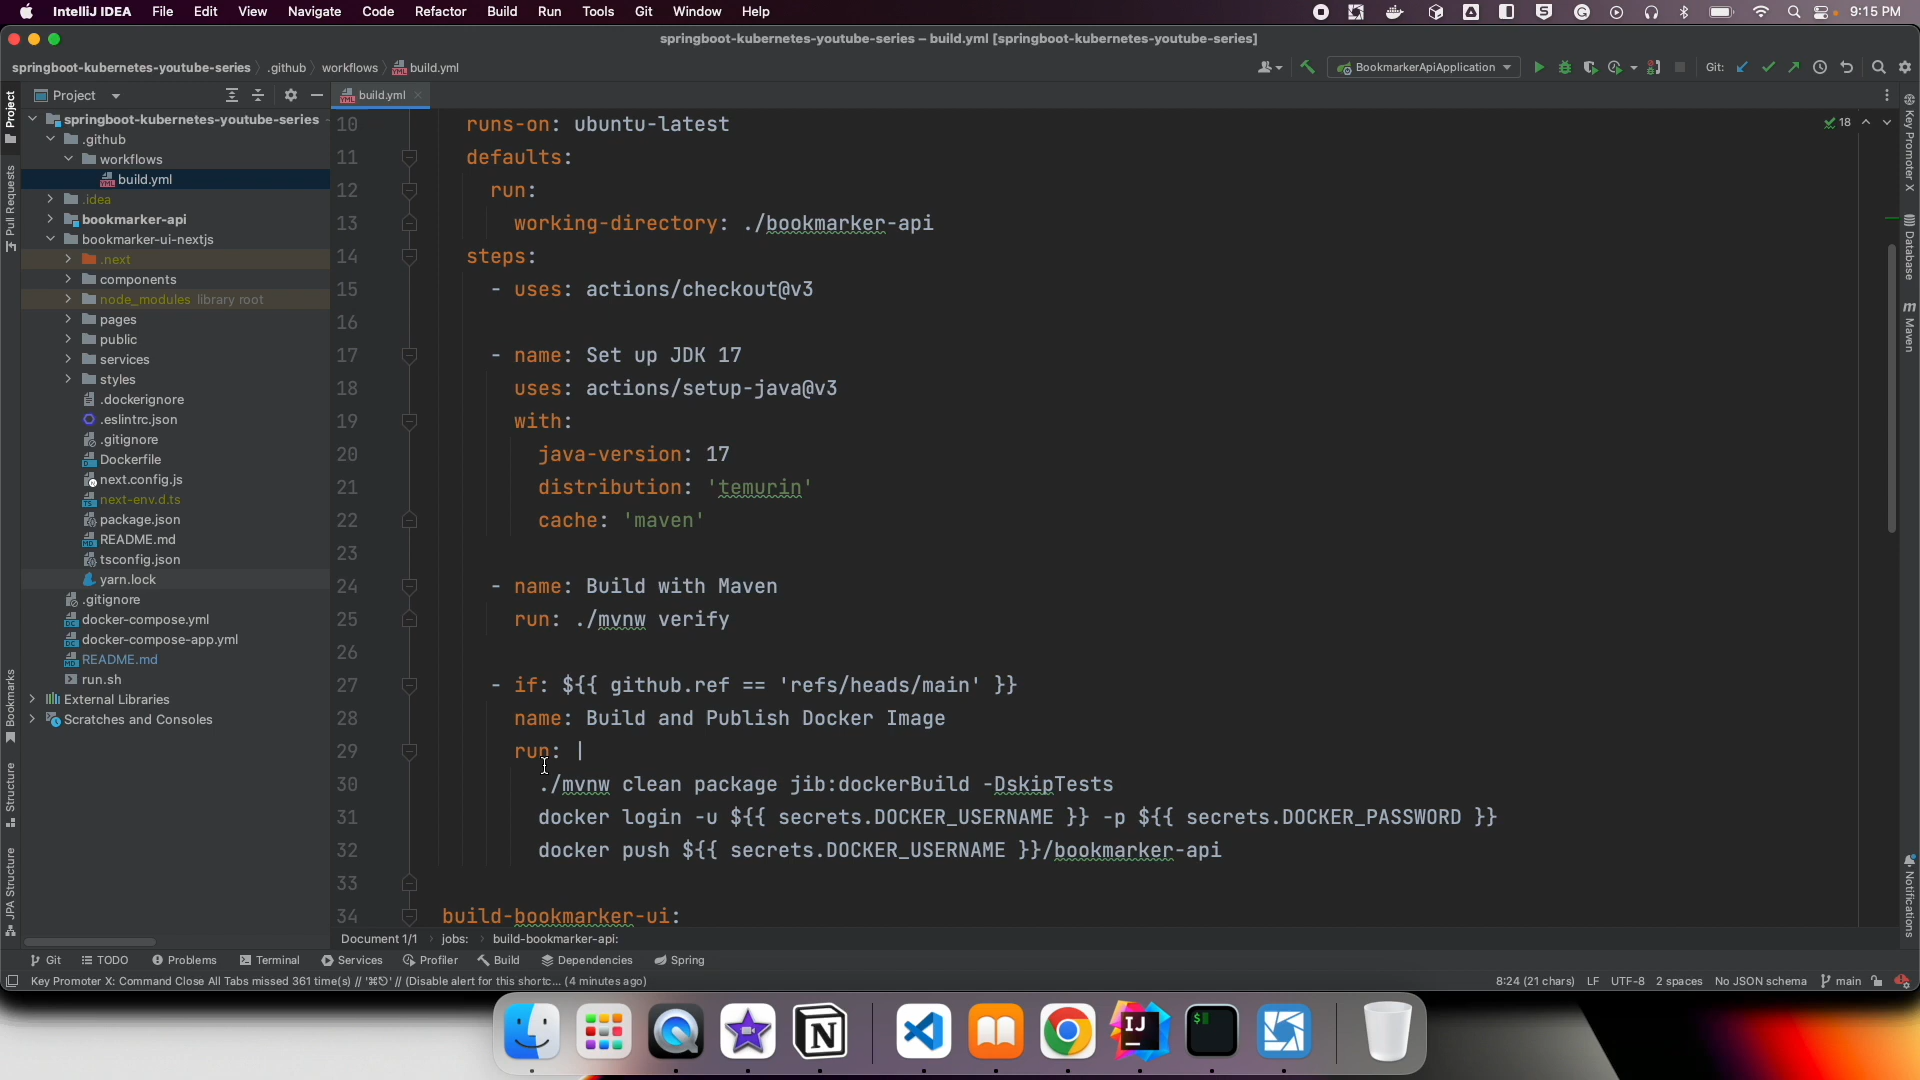 IntelliJ IDEA File Edit View Navigate Code Refactor Build Run Tools Git Window Help 9:15 PM
springboot-kubernetes-youtube-series – build.yml [springboot-kubernetes-youtube-series]
springboot-kubernetes-youtube-series .github workflows build.yml BookmarkerApiApplication Git:
Project build.yml
springboot-kubernetes-youtube-series
.github
workflows
build.yml
.idea
bookmarker-api
bookmarker-ui-nextjs
.next
components
node_modules library root
pages
public
services
styles
.dockerignore
.eslintrc.json
.gitignore
Dockerfile
next.config.js
next-env.d.ts
package.json
README.md
tsconfig.json
yarn.lock
.gitignore
docker-compose.yml
docker-compose-app.yml
README.md
run.sh
External Libraries
Scratches and Consoles
Project
Pull Requests
Bookmarks
Structure
JPA Structure
18
10 runs-on: ubuntu-latest
11 defaults:
12 run:
13 working-directory: ./bookmarker-api
14 steps:
15 - uses: actions/checkout@v3
16
17 - name: Set up JDK 17
18 uses: actions/setup-java@v3
19 with:
20 java-version: 17
21 distribution: 'temurin'
22 cache: 'maven'
23
24 - name: Build with Maven
25 run: ./mvnw verify
26
27 - if: ${{ github.ref == 'refs/heads/main' }}
28 name: Build and Publish Docker Image
29 run: |
30 ./mvnw clean package jib:dockerBuild -DskipTests
31 docker login -u ${{ secrets.DOCKER_USERNAME }} -p ${{ secrets.DOCKER_PASSWORD }}
32 docker push ${{ secrets.DOCKER_USERNAME }}/bookmarker-api
33
34 build-bookmarker-ui:
Key Promoter X
Database
Maven
Notifications
Document 1/1 jobs: build-bookmarker-api:
Git TODO Problems Terminal Services Profiler Build Dependencies Spring
Key Promoter X: Command Close All Tabs missed 361 time(s) // '⌘⎋' // (Disable alert for this shortc... (4 minutes ago) 8:24 (21 chars) LF UTF-8 2 spaces No JSON schema main